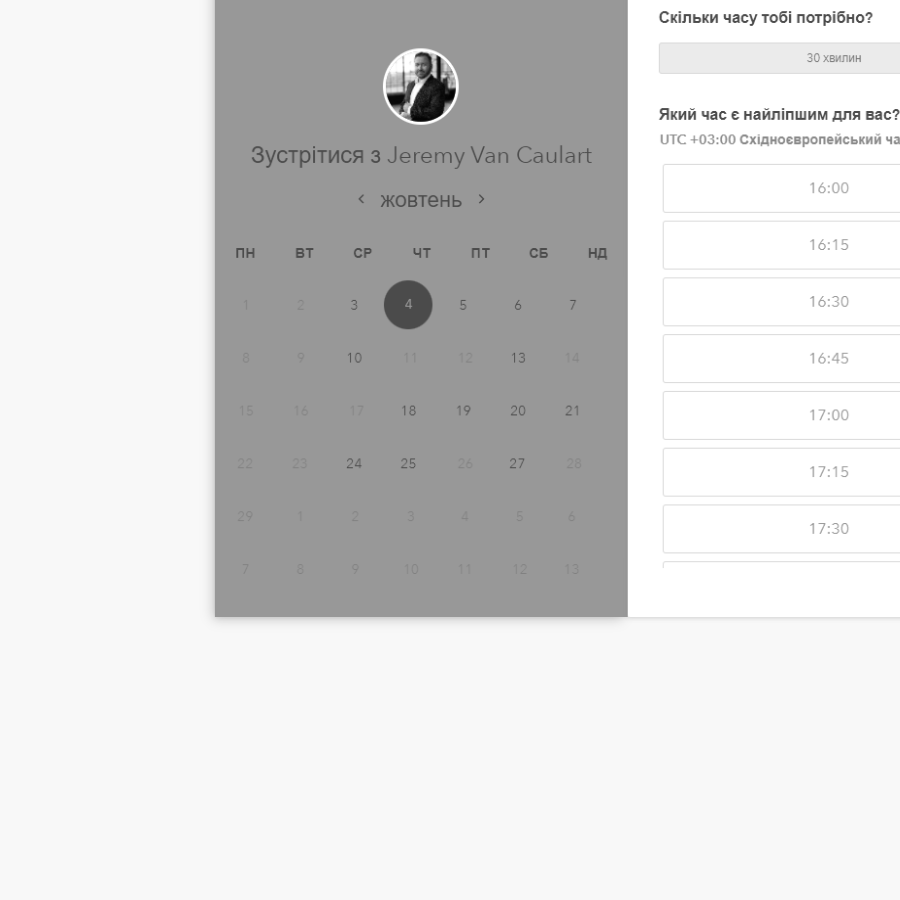 Зустрітися з Jeremy Van Caulart
жовтень
ПН ВТ СР ЧТ ПТ СБ НД
1 2 3 4 5 6 7
8 9 10 11 12 13 14
15 16 17 18 19 20 21
22 23 24 25 26 27 28
29 1 2 3 4 5 6
7 8 9 10 11 12 13
Скільки часу тобі потрібно?
30 хвилин
Який час є найліпшим для вас?
UTC +03:00 Східноєвропейський ча
16:00
16:15
16:30
16:45
17:00
17:15
17:30